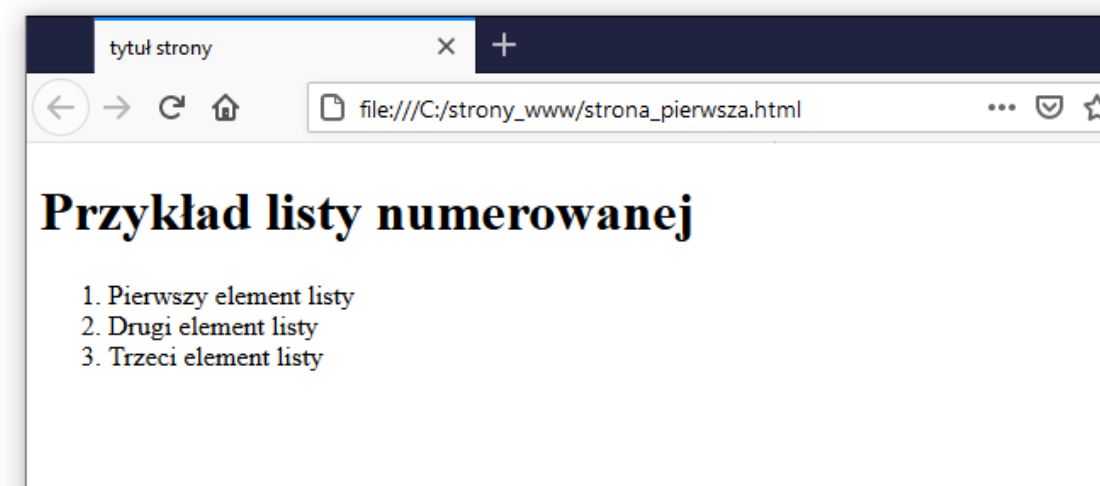 tytuł strony
file:///C:/strony_www/strona_pierwsza.html
Przykład listy numerowanej
1. Pierwszy element listy
2. Drugi element listy
3. Trzeci element listy